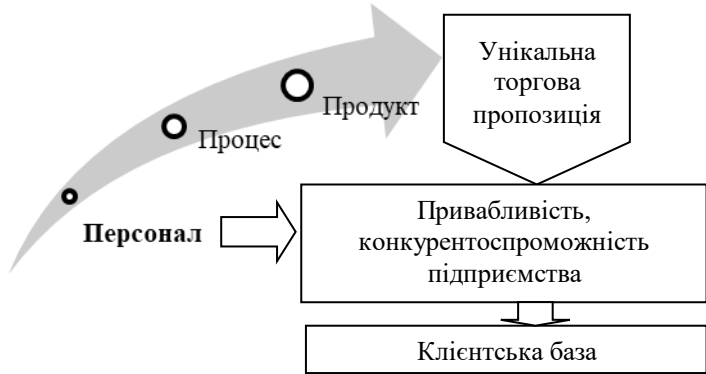 Унікальна
торгова
пропозиція
Продукт
Процес
Персонал
Привабливість,
конкурентоспроможність
підприємства
Клієнтська база